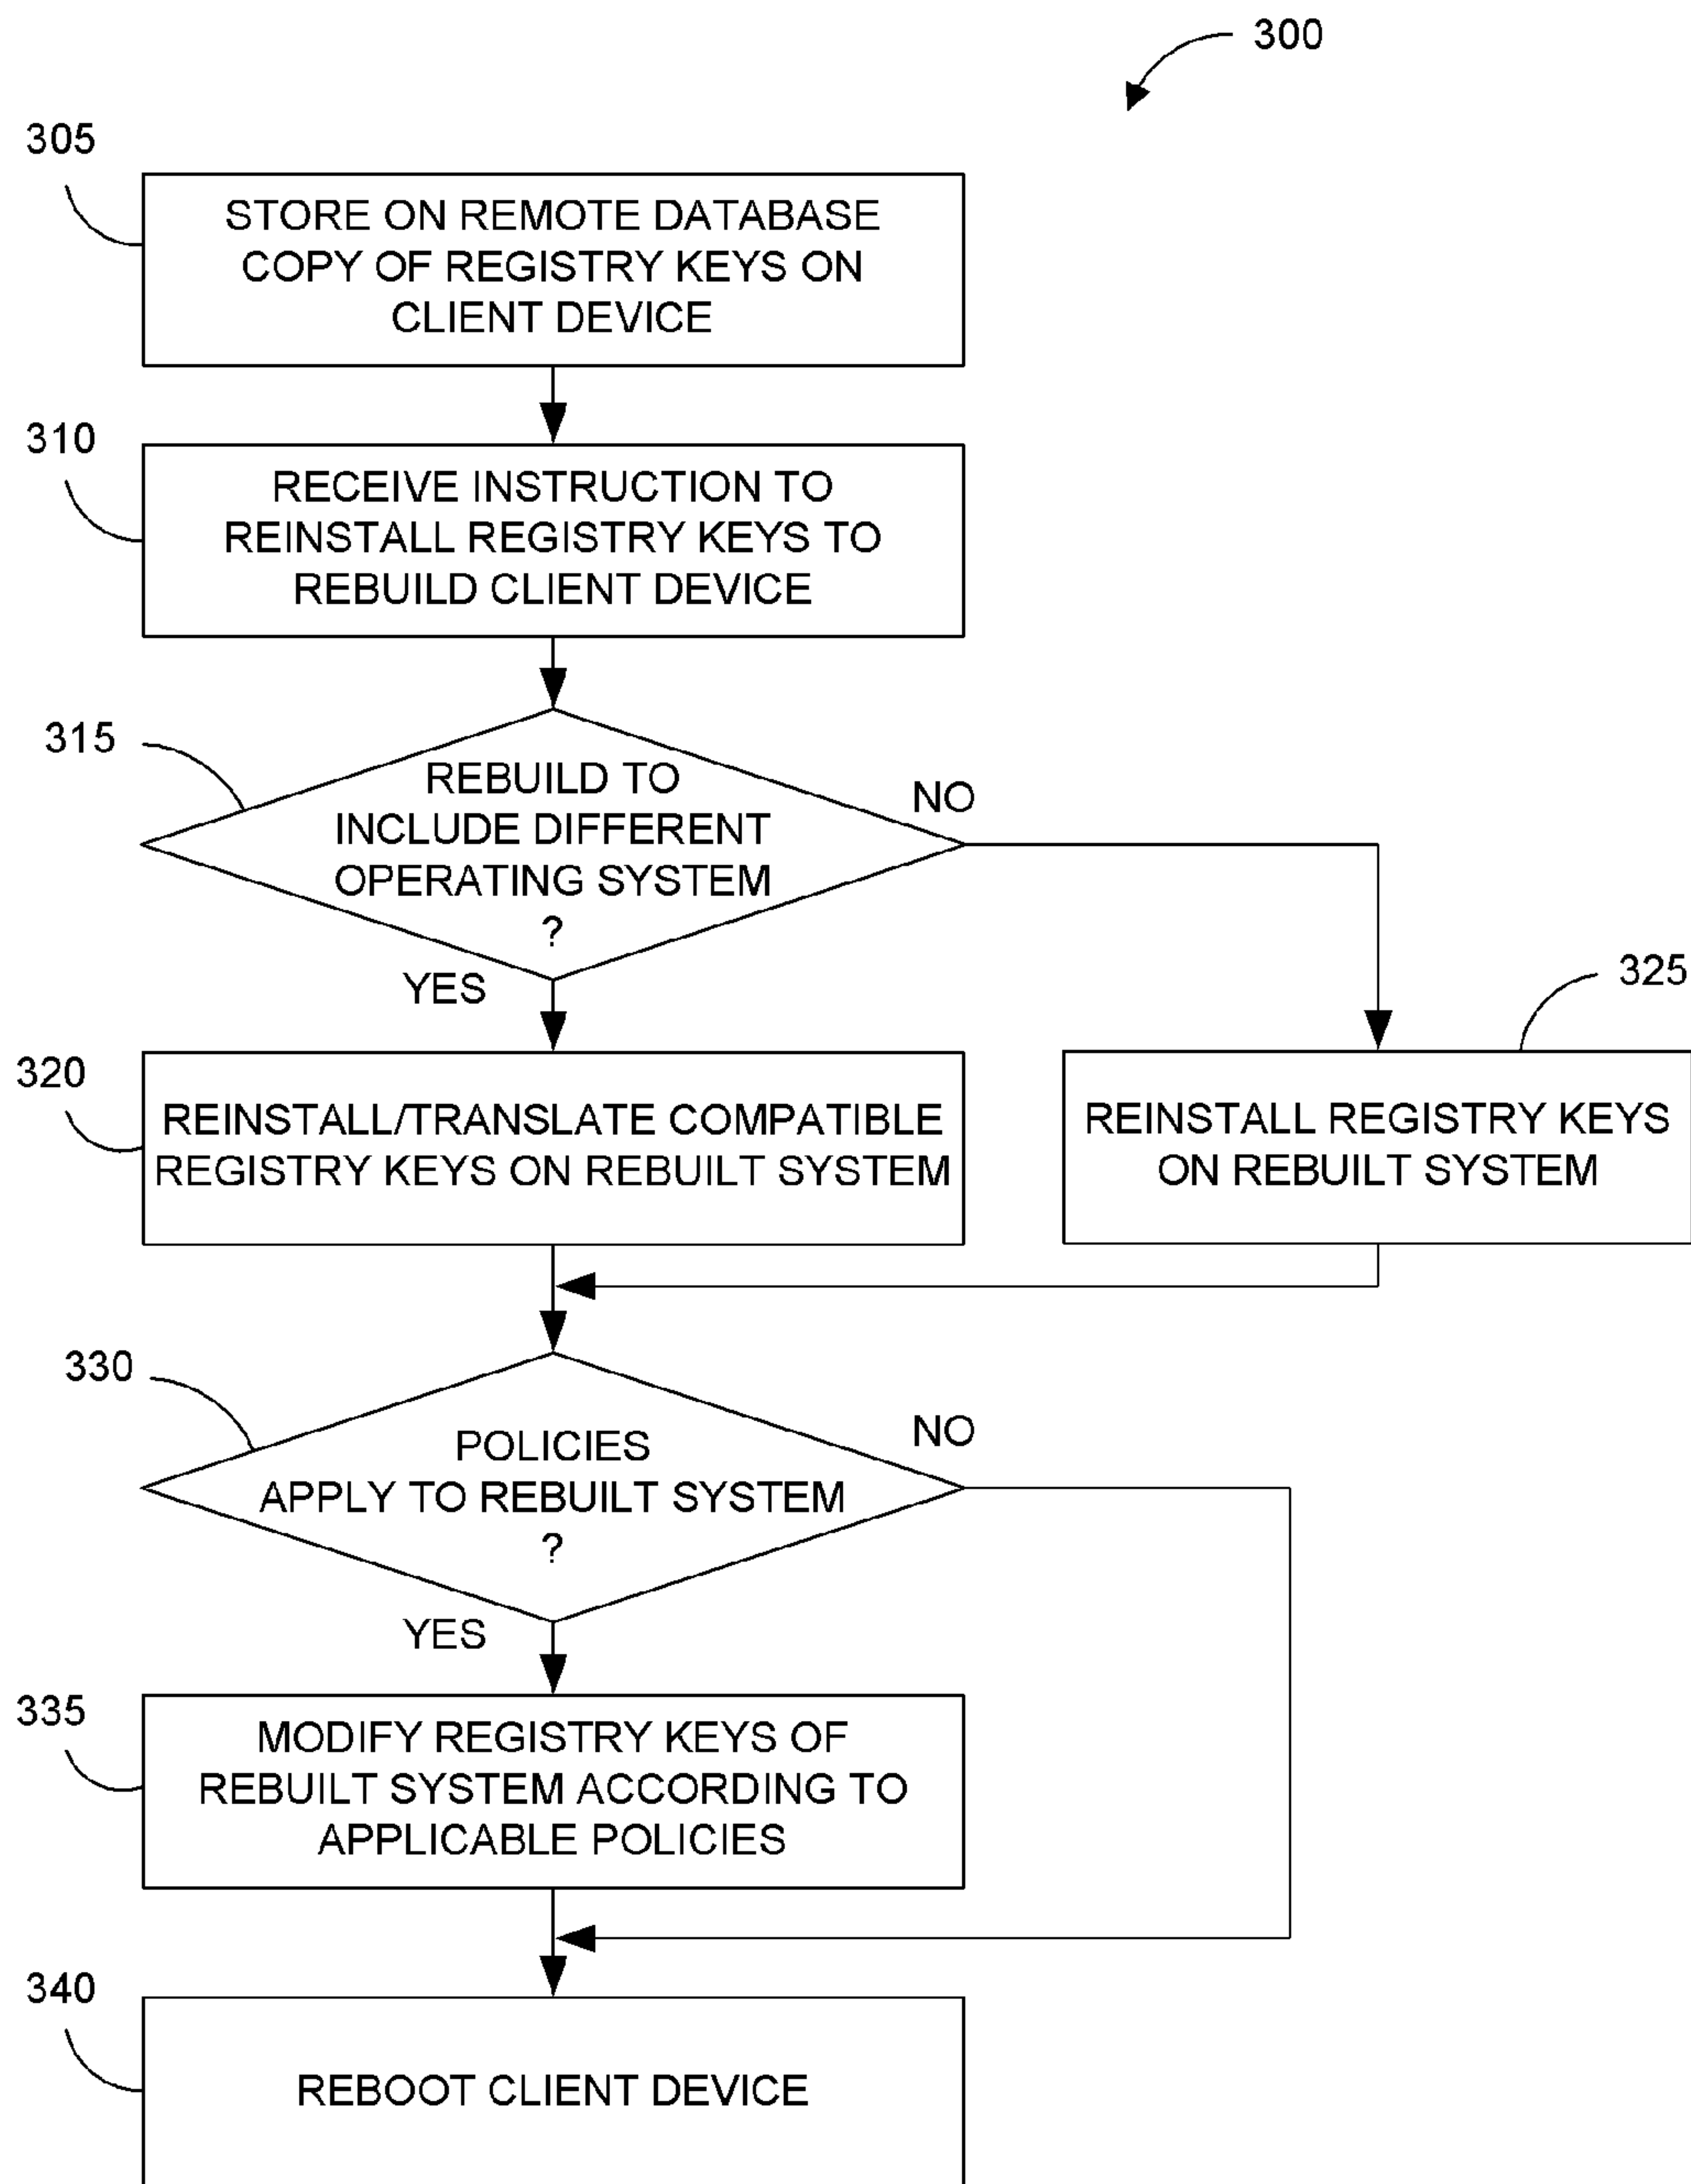 300
305
STORE ON REMOTE DATABASE
COPY OF REGISTRY KEYS ON
CLIENT DEVICE
310
RECEIVE INSTRUCTION TO
REINSTALL REGISTRY KEYS TO
REBUILD CLIENT DEVICE
315
REBUILD TO
INCLUDE DIFFERENT
OPERATING SYSTEM
?
NO
YES
320
REINSTALL/TRANSLATE COMPATIBLE
REGISTRY KEYS ON REBUILT SYSTEM
325
REINSTALL REGISTRY KEYS
ON REBUILT SYSTEM
330
POLICIES
APPLY TO REBUILT SYSTEM
?
NO
YES
335
MODIFY REGISTRY KEYS OF
REBUILT SYSTEM ACCORDING TO
APPLICABLE POLICIES
340
REBOOT CLIENT DEVICE